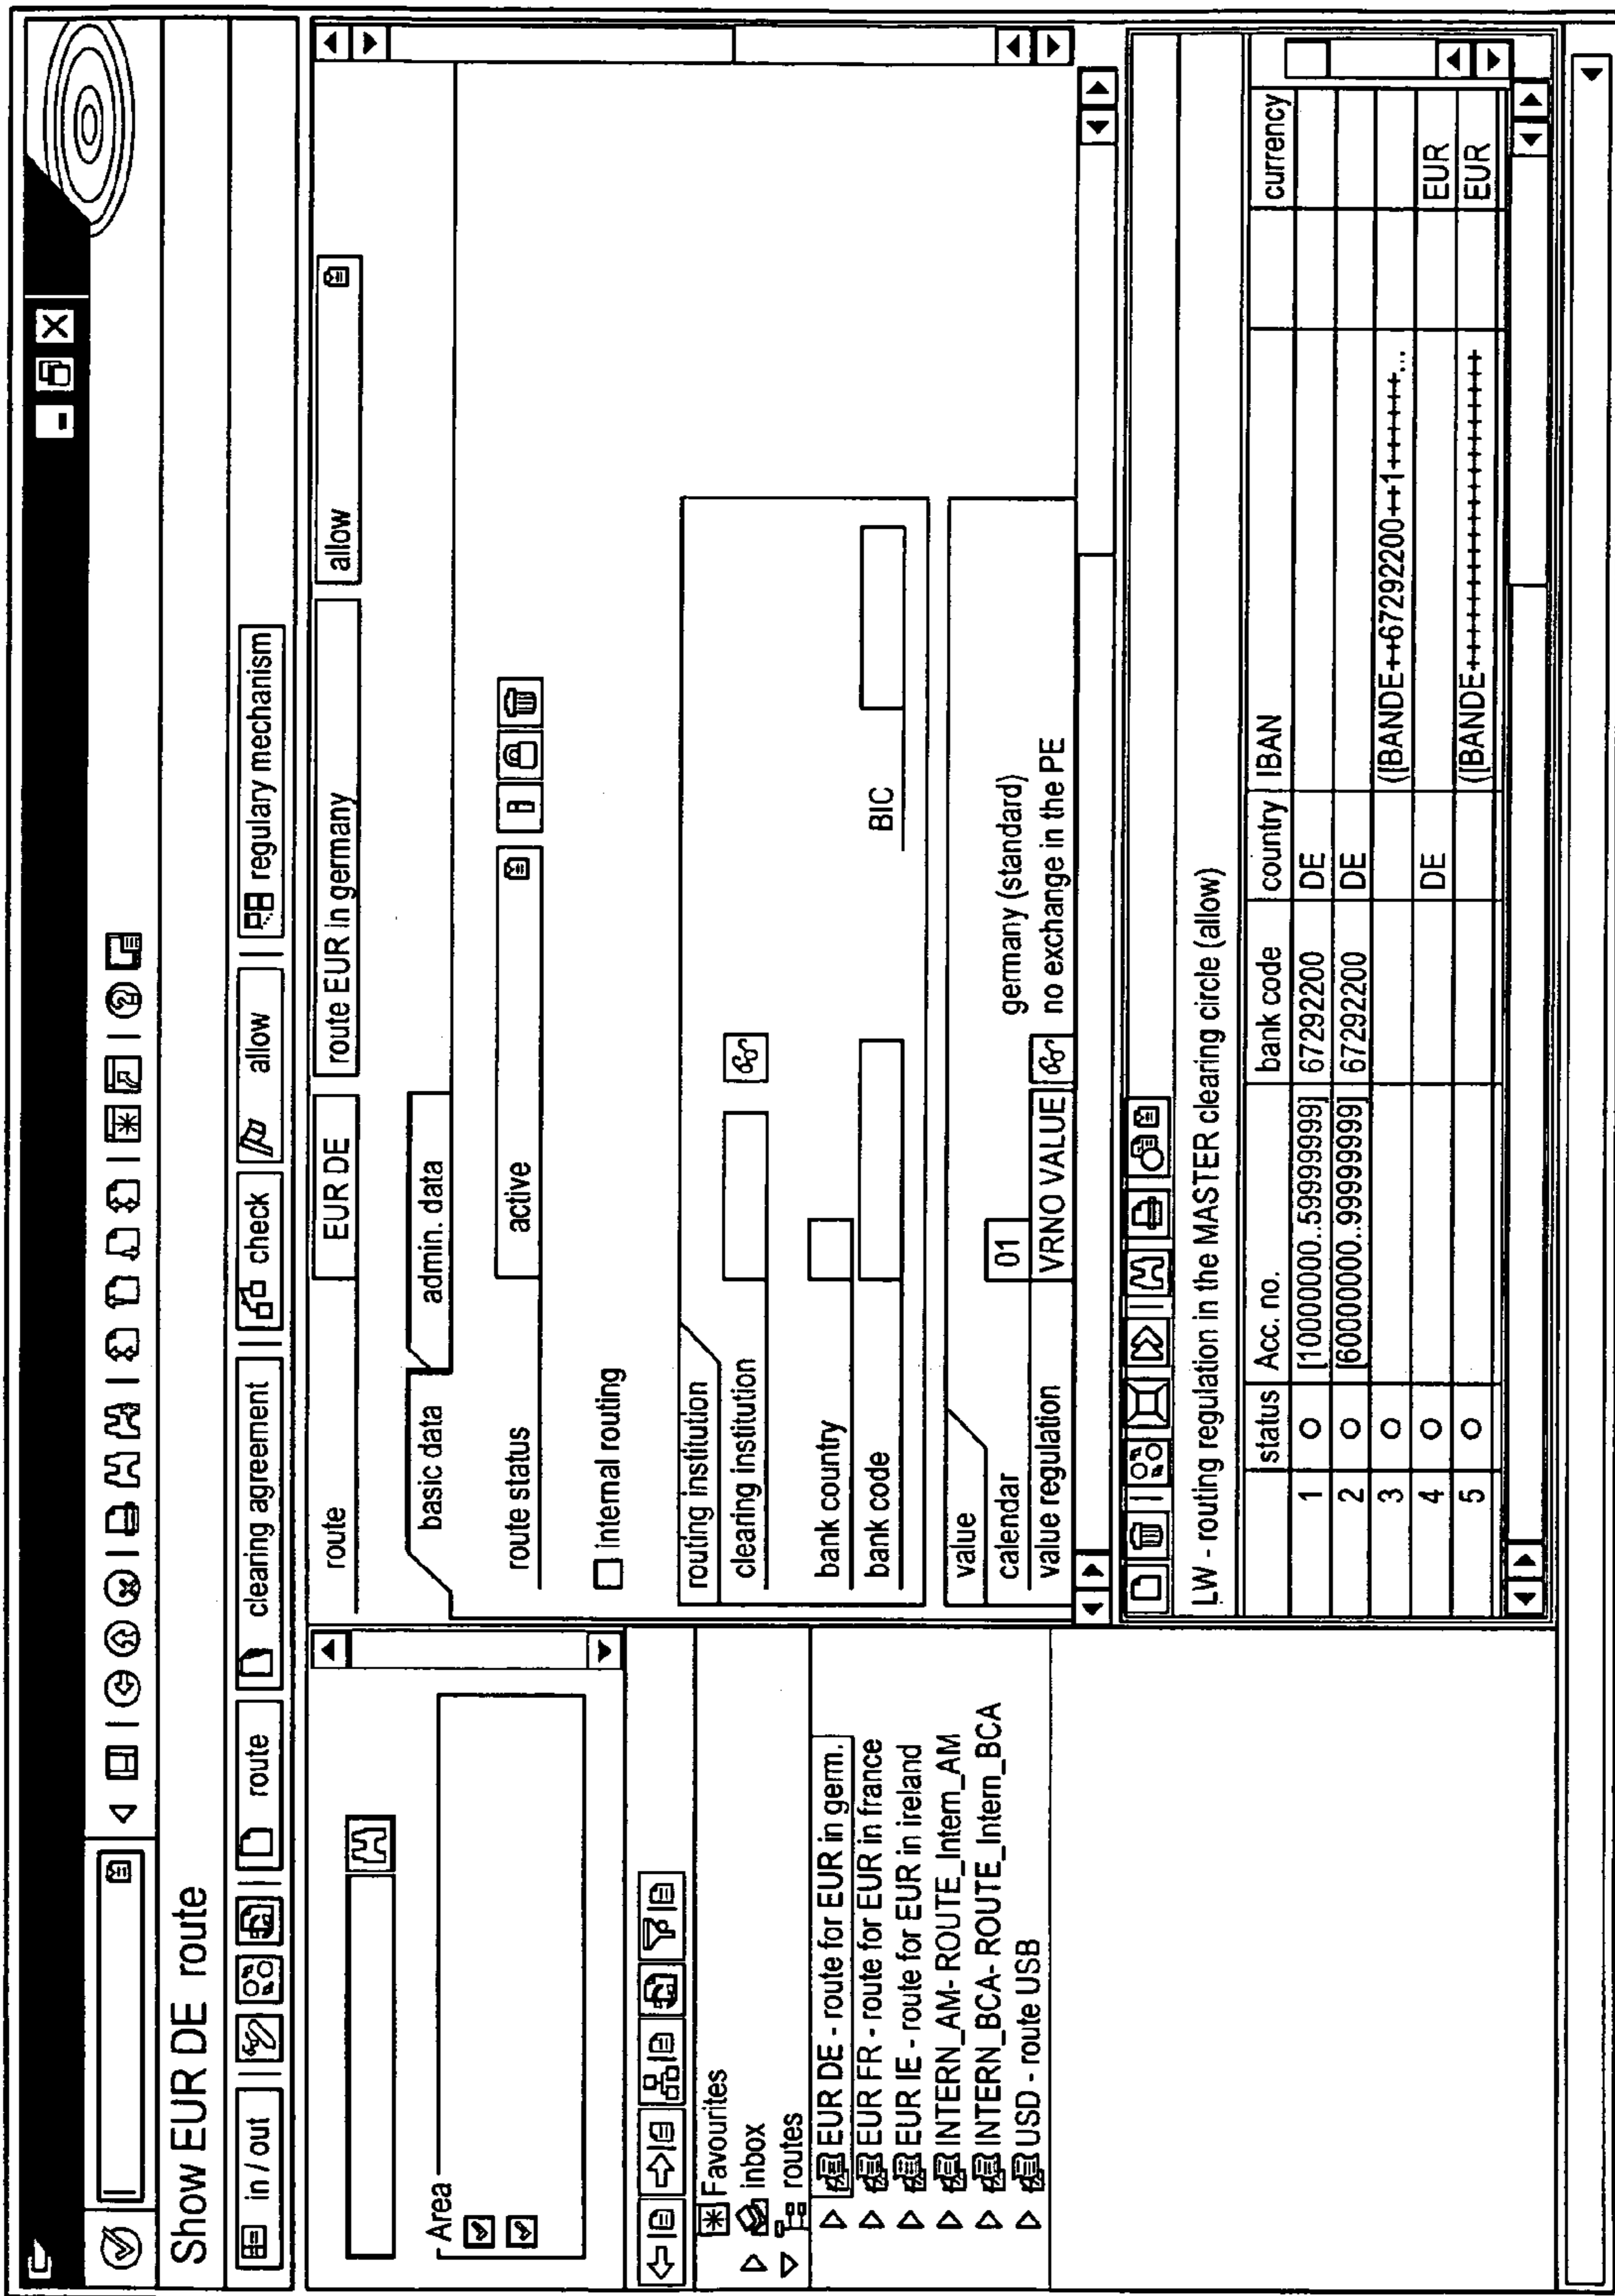 Show EUR DE route
in / out route clearing agreement check allow regulary mechanism
Area
Favourites
inbox
routes
EUR DE - route for EUR in germ.
EUR FR - route for EUR in france
EUR IE - route for EUR in ireland
INTERN_AM- ROUTE_Intern_AM
INTERN_BCA- ROUTE_Intern_BCA
USD - route USB
route EUR DE route EUR in germany allow
basic data admin. data
route status active
internal routing
routing institution
clearing institution
bank country
bank code BIC
value
calendar 01 germany (standard)
value regulation VRNO VALUE no exchange in the PE
LW - routing regulation in the MASTER clearing circle (allow)
status Acc. no. bank code country IBAN currency
1 O [1000000..59999999] 67292200 DE
2 O [60000000..99999999] 67292200 DE
3 O ([BANDE++67292200++1++++++...
4 O DE EUR
5 O ([BANDE++++++++++++++++++++ EUR